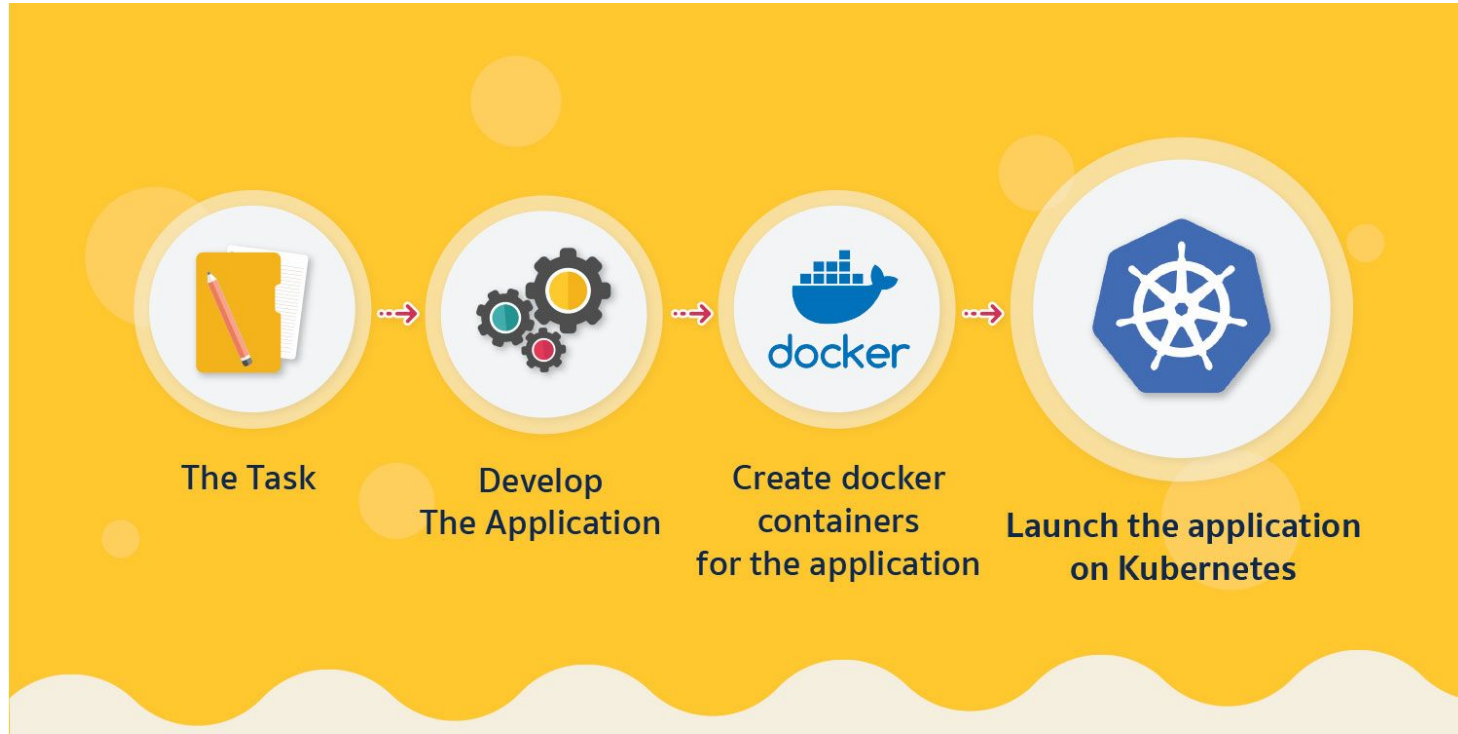 docker
The Task
Develop
The Application
Create docker
containers
for the application
Launch the application
on Kubernetes